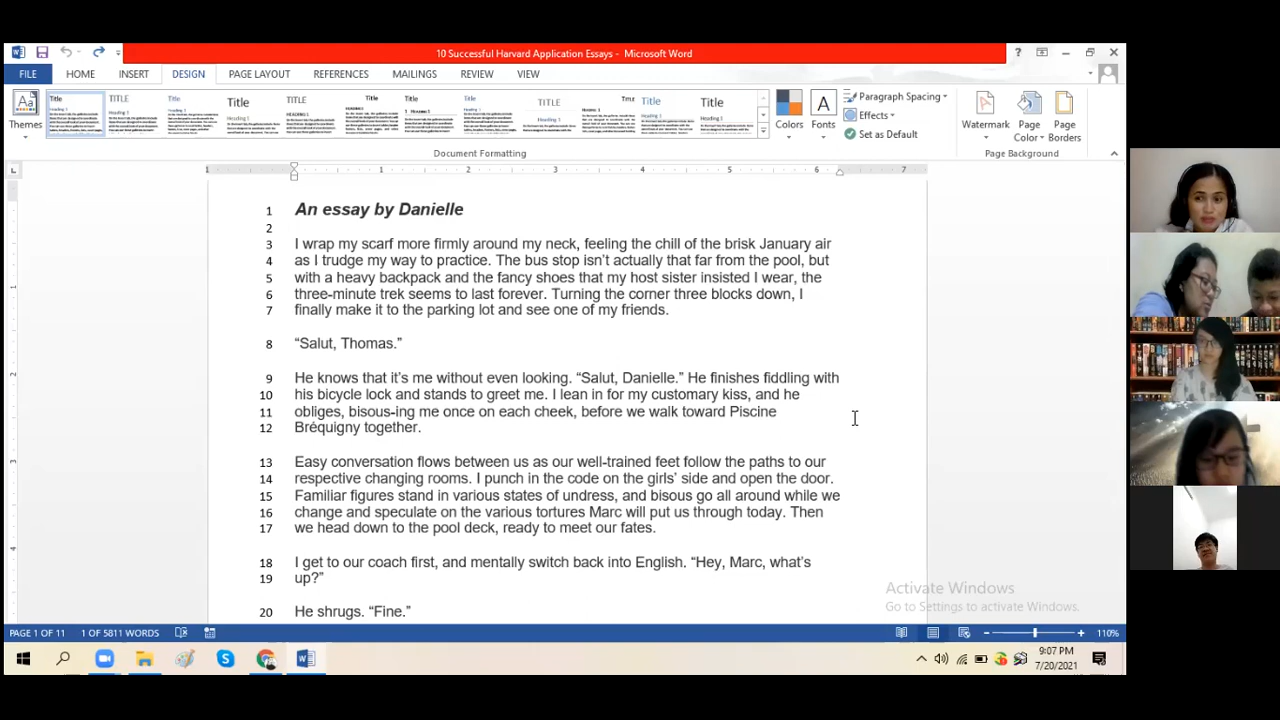 10 Successful Harvard Application Essays - Microsoft Word
FILE HOME INSERT DESIGN PAGE LAYOUT REFERENCES MAILINGS REVIEW VIEW
Themes
Colors
Fonts
Paragraph Spacing
Effects
Set as Default
Watermark
Page Color
Page Borders
Document Formatting
Page Background
1 1 2 3 4 5 6 7
1 An essay by Danielle
2
3 I wrap my scarf more firmly around my neck, feeling the chill of the brisk January air
4 as I trudge my way to practice. The bus stop isn't actually that far from the pool, but
5 with a heavy backpack and the fancy shoes that my host sister insisted I wear, the
6 three-minute trek seems to last forever. Turning the corner three blocks down, I
7 finally make it to the parking lot and see one of my friends.
8 “Salut, Thomas.”
9 He knows that it’s me without even looking. “Salut, Danielle.” He finishes fiddling with
10 his bicycle lock and stands to greet me. I lean in for my customary kiss, and he
11 obliges, bisous-ing me once on each cheek, before we walk toward Piscine
12 Bréquigny together.
13 Easy conversation flows between us as our well-trained feet follow the paths to our
14 respective changing rooms. I punch in the code on the girls’ side and open the door.
15 Familiar figures stand in various states of undress, and bisous go all around while we
16 change and speculate on the various tortures Marc will put us through today. Then
17 we head down to the pool deck, ready to meet our fates.
18 I get to our coach first, and mentally switch back into English. “Hey, Marc, what’s
19 up?”
20 He shrugs. “Fine.”
Activate Windows
Go to Settings to activate Windows.
PAGE 1 OF 11 1 OF 5811 WORDS 110%
9:07 PM
7/20/2021